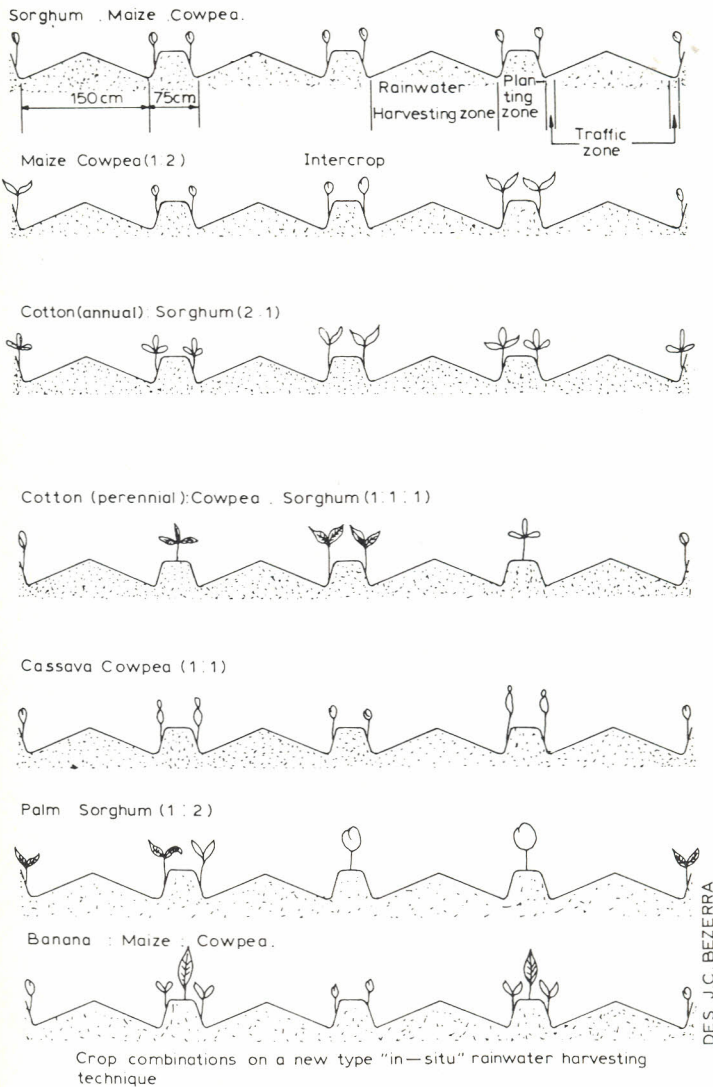 Sorghum . Maize .Cowpea.
150cm
75cm
Rainwater
Harvesting zone
Plan-
ting
zone
Traffic
zone
Maize Cowpea(1:2)
Intercrop
Cotton(annual): Sorghum(2.1)
Cotton (perennial):Cowpea . Sorghum(1:1:1)
Cassava Cowpea (1:1)
Palm Sorghum (1:2)
Banana : Maize : Cowpea.
DES. J.C. BEZERRA
Crop combinations on a new type "in-situ" rainwater harvesting
technique